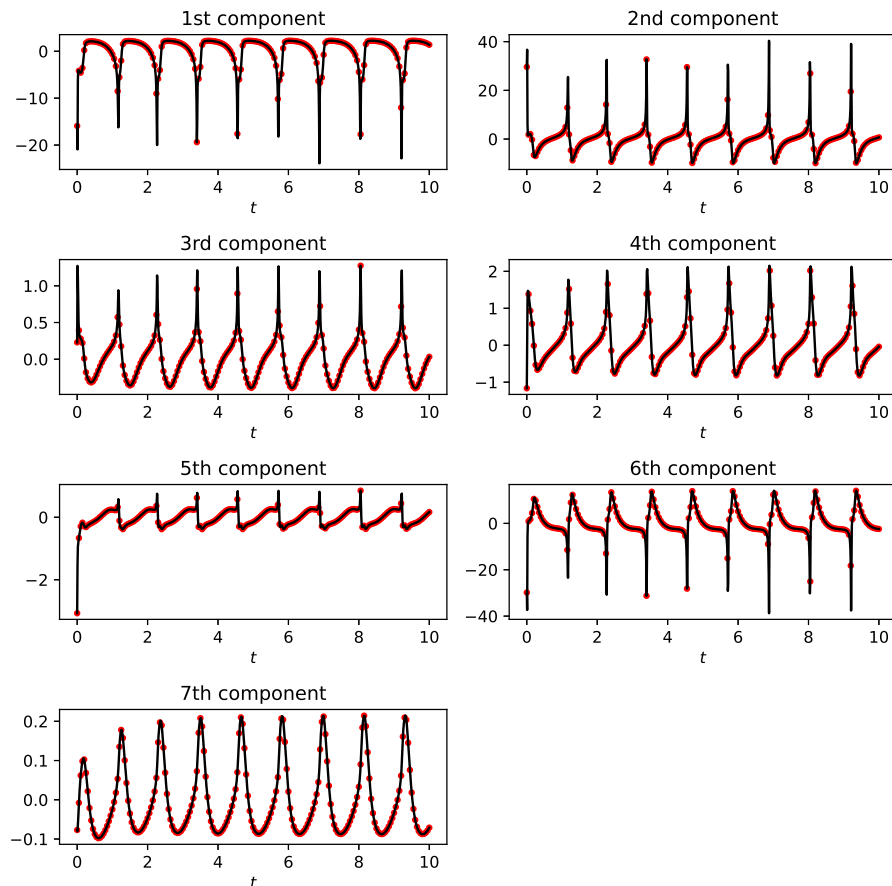 1st component
0
−10
−20
0 2 4 6 8 10
t
2nd component
40
20
0
0 2 4 6 8 10
t
3rd component
1.0
0.5
0.0
0 2 4 6 8 10
t
4th component
2
1
0
−1
0 2 4 6 8 10
t
5th component
0
−2
0 2 4 6 8 10
t
6th component
0
−20
−40
0 2 4 6 8 10
t
7th component
0.2
0.1
0.0
−0.1
0 2 4 6 8 10
t